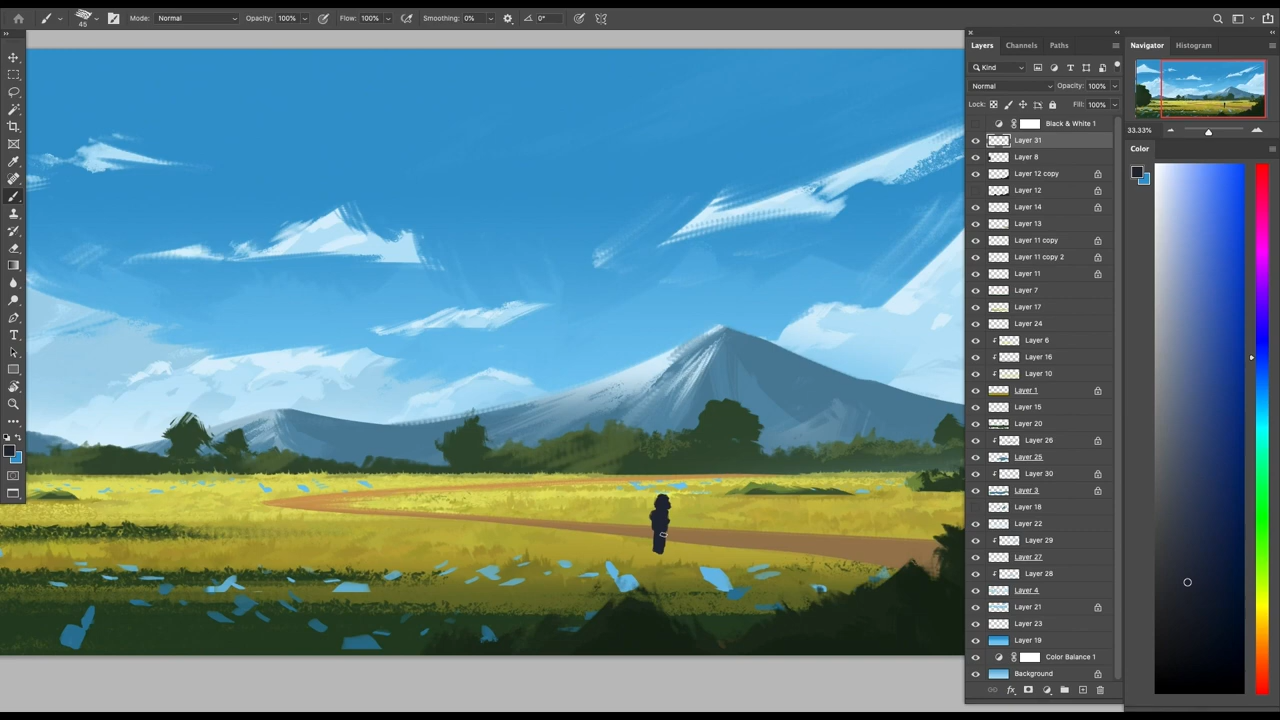 45 Mode: Normal Opacity: 100% Flow: 100% Smoothing: 0% 0°
Layers Channels Paths
Kind
Normal Opacity: 100%
Lock: Fill: 100%
Black & White 1
Layer 31
Layer 8
Layer 12 copy
Layer 12
Layer 14
Layer 13
Layer 11 copy
Layer 11 copy 2
Layer 11
Layer 7
Layer 17
Layer 24
Layer 6
Layer 16
Layer 10
Layer 1
Layer 15
Layer 20
Layer 26
Layer 25
Layer 30
Layer 3
Layer 18
Layer 22
Layer 29
Layer 27
Layer 28
Layer 4
Layer 21
Layer 23
Layer 19
Color Balance 1
Background
fx
Navigator Histogram
33.33%
Color